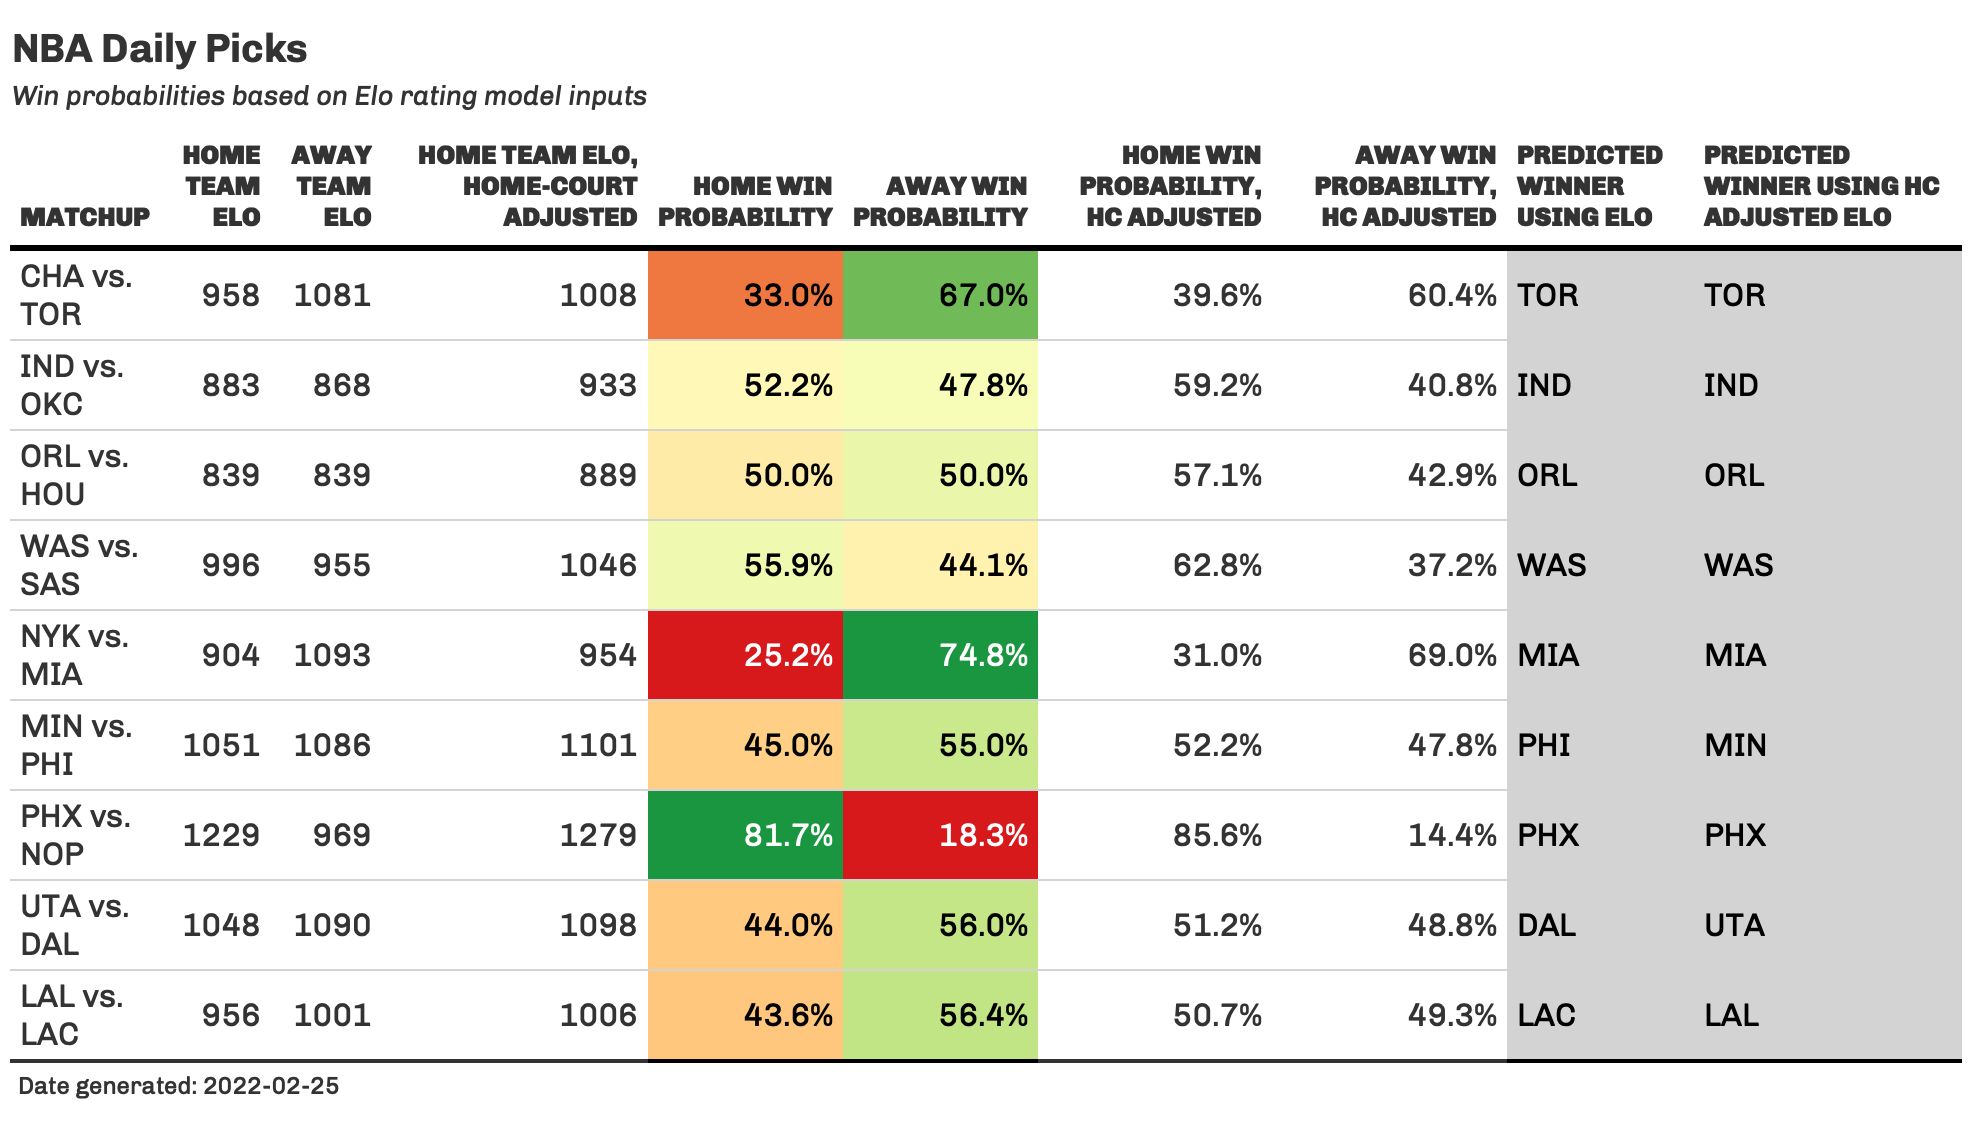 NBA Daily Picks
Win probabilities based on Elo rating model inputs
MATCHUP HOME TEAM ELO AWAY TEAM ELO HOME TEAM ELO, HOME-COURT ADJUSTED HOME WIN PROBABILITY AWAY WIN PROBABILITY HOME WIN PROBABILITY, HC ADJUSTED AWAY WIN PROBABILITY, HC ADJUSTED PREDICTED WINNER USING ELO PREDICTED WINNER USING HC ADJUSTED ELO
CHA vs. TOR 958 1081 1008 33.0% 67.0% 39.6% 60.4% TOR TOR
IND vs. OKC 883 868 933 52.2% 47.8% 59.2% 40.8% IND IND
ORL vs. HOU 839 839 889 50.0% 50.0% 57.1% 42.9% ORL ORL
WAS vs. SAS 996 955 1046 55.9% 44.1% 62.8% 37.2% WAS WAS
NYK vs. MIA 904 1093 954 25.2% 74.8% 31.0% 69.0% MIA MIA
MIN vs. PHI 1051 1086 1101 45.0% 55.0% 52.2% 47.8% PHI MIN
PHX vs. NOP 1229 969 1279 81.7% 18.3% 85.6% 14.4% PHX PHX
UTA vs. DAL 1048 1090 1098 44.0% 56.0% 51.2% 48.8% DAL UTA
LAL vs. LAC 956 1001 1006 43.6% 56.4% 50.7% 49.3% LAC LAL
Date generated: 2022-02-25